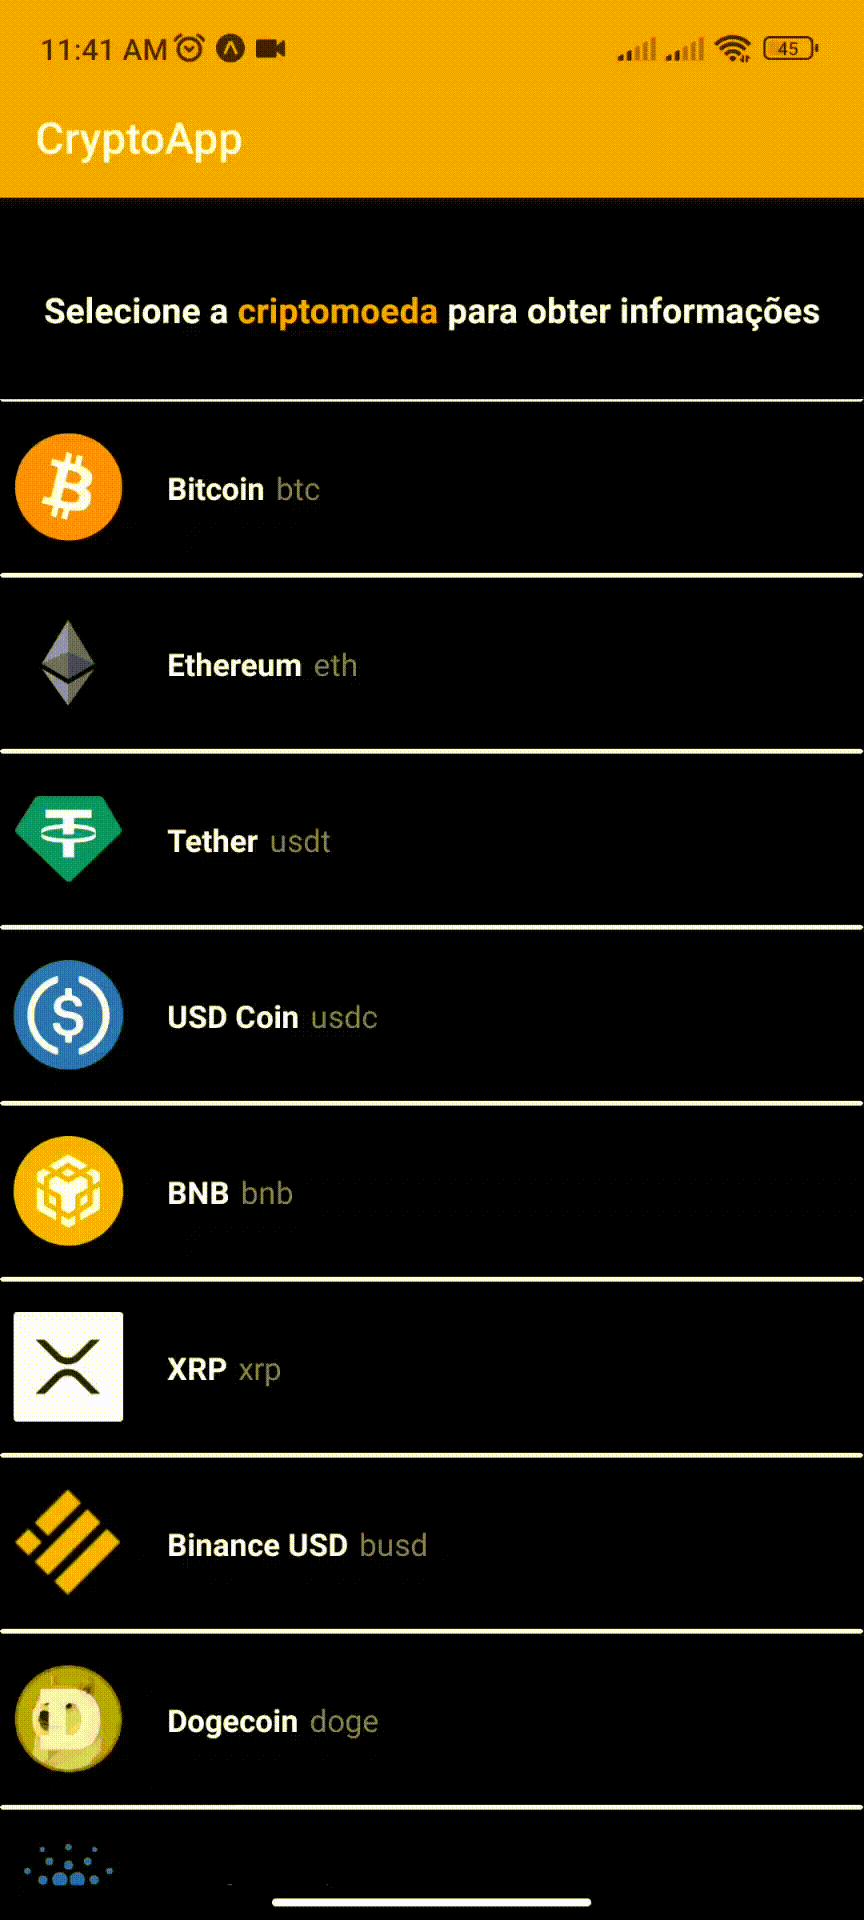 11:41 AM 45
CryptoApp
Selecione a criptomoeda para obter informações
Bitcoin btc
Ethereum eth
Tether usdt
USD Coin usdc
BNB bnb
XRP xrp
Binance USD busd
Dogecoin doge